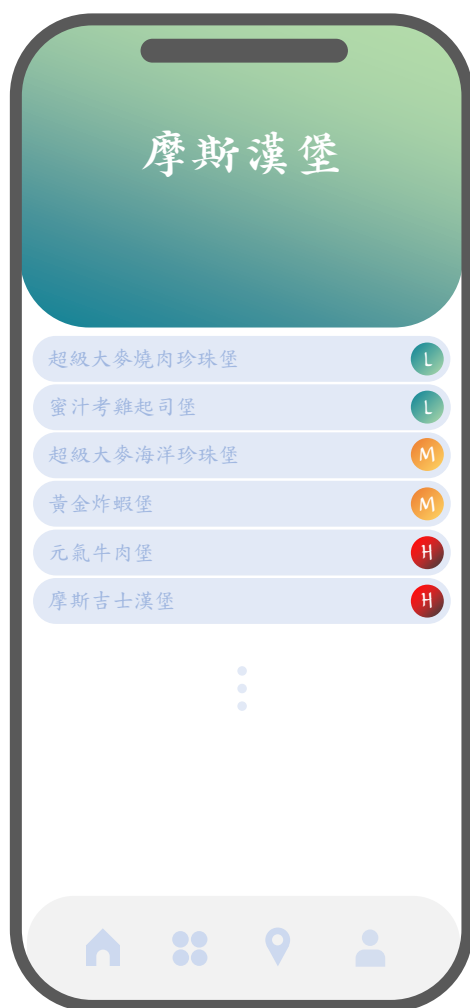 摩斯漢堡
超級大麥燒肉珍珠堡 L
蜜汁考雞起司堡 L
超級大麥海洋珍珠堡 M
黃金炸蝦堡 M
元氣牛肉堡 H
摩斯吉士漢堡 H